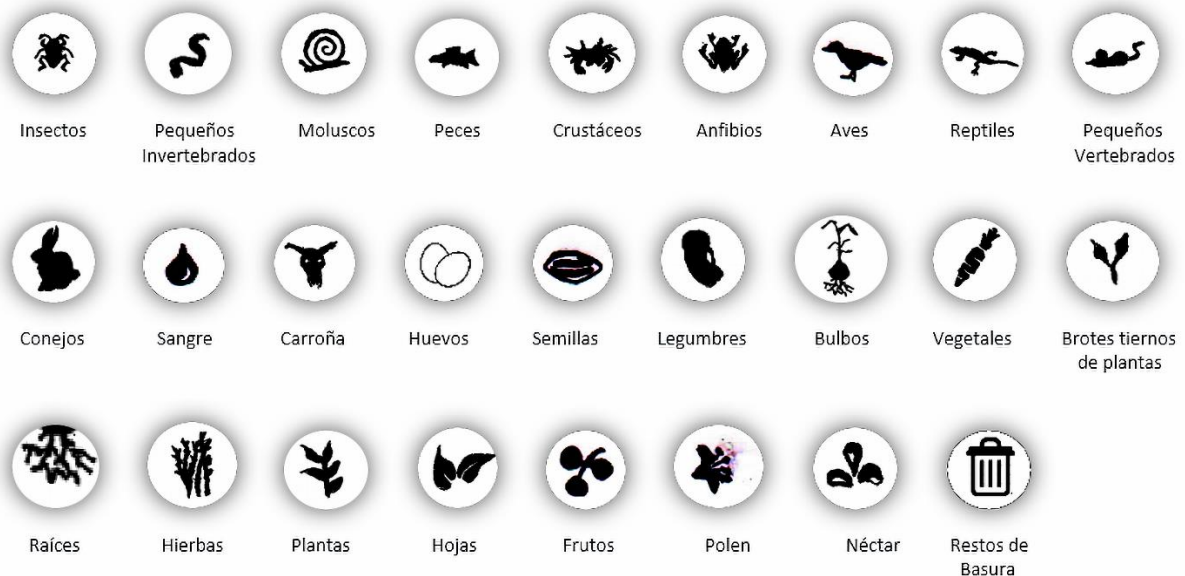 Insectos
Pequeños
Invertebrados
Moluscos
Peces
Crustáceos
Anfibios
Aves
Reptiles
Pequeños
Vertebrados
Conejos
Sangre
Carroña
Huevos
Semillas
Legumbres
Bulbos
Vegetales
Brotes tiernos
de plantas
Raíces
Hierbas
Plantas
Hojas
Frutos
Polen
Néctar
Restos de
Basura